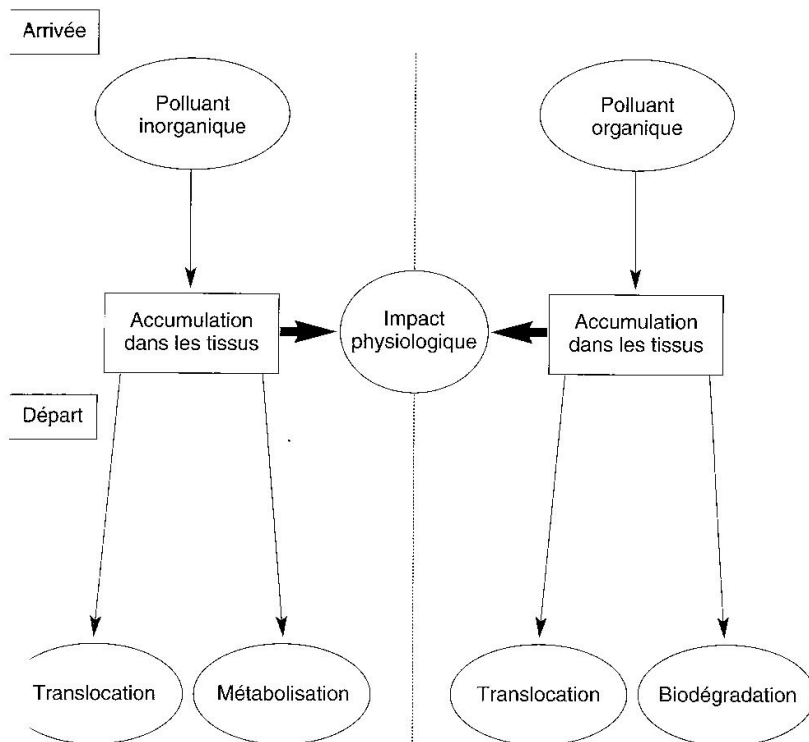 Arrivée
Polluant
inorganique
Polluant
organique
Accumulation
dans les tissus
Impact
physiologique
Accumulation
dans les tissus
Départ
Translocation
Métabolisation
Translocation
Biodégradation